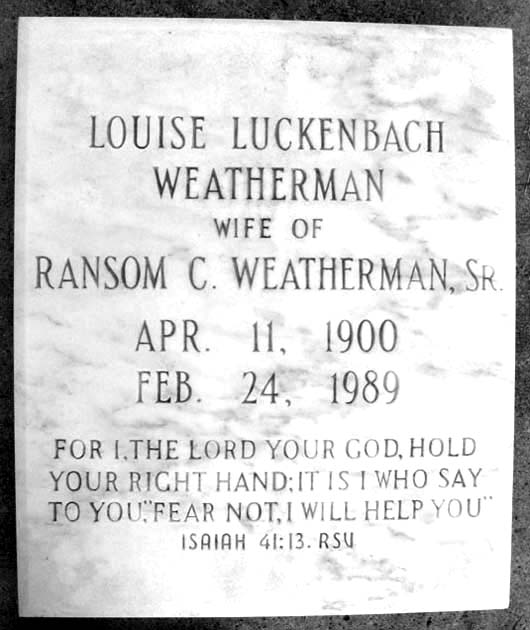 LOUISE LUCKENBACH
WEATHERMAN
WIFE OF
RANSOM C. WEATHERMAN, SR.
APR. 11, 1900
FEB. 24, 1989
FOR I, THE LORD YOUR GOD, HOLD
YOUR RIGHT HAND; IT IS I WHO SAY
TO YOU, "FEAR NOT, I WILL HELP YOU"
ISAIAH 41:13. RSV